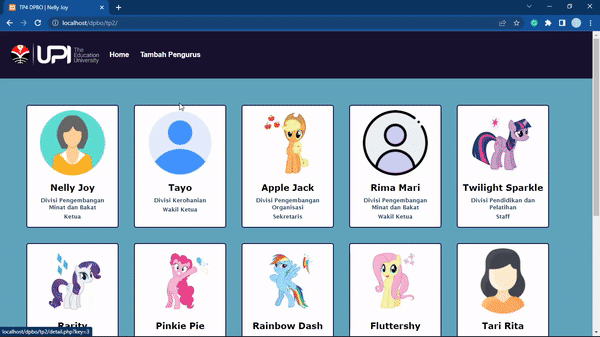 TP4 DPBO | Nelly Joy
localhost/dpbo/tp2/
UPI
The
Education
University
Home
Tambah Pengurus
Nelly Joy
Divisi Pengembangan
Minat dan Bakat
Ketua
Tayo
Divisi Kerohanian
Wakil Ketua
Apple Jack
Divisi Pengembangan
Organisasi
Sekretaris
Rima Mari
Divisi Pengembangan
Minat dan Bakat
Wakil Ketua
Twilight Sparkle
Divisi Pendidikan dan
Pelatihan
Staff
Rarity
Pinkie Pie
Rainbow Dash
Fluttershy
Tari Rita
localhost/dpbo/tp2/detail.php?key=3